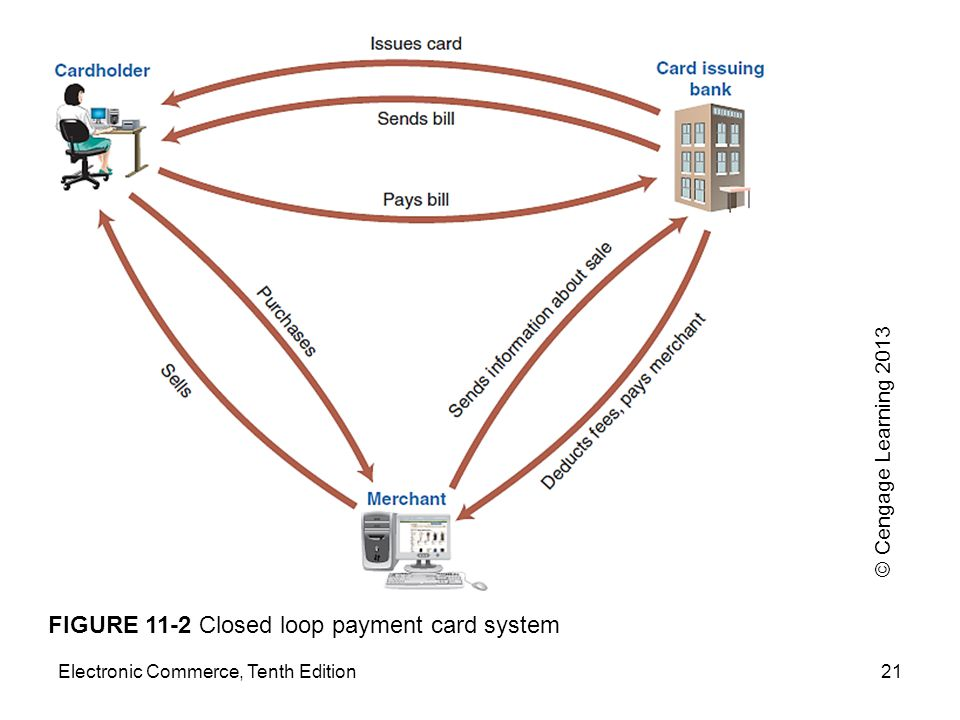 Issues card
Cardholder
Card issuing
bank
Sends bill
Pays bill
Purchases
Sells
Sends information about sale
Deducts fees, pays merchant
Merchant
© Cengage Learning 2013
FIGURE 11-2 Closed loop payment card system
Electronic Commerce, Tenth Edition
21